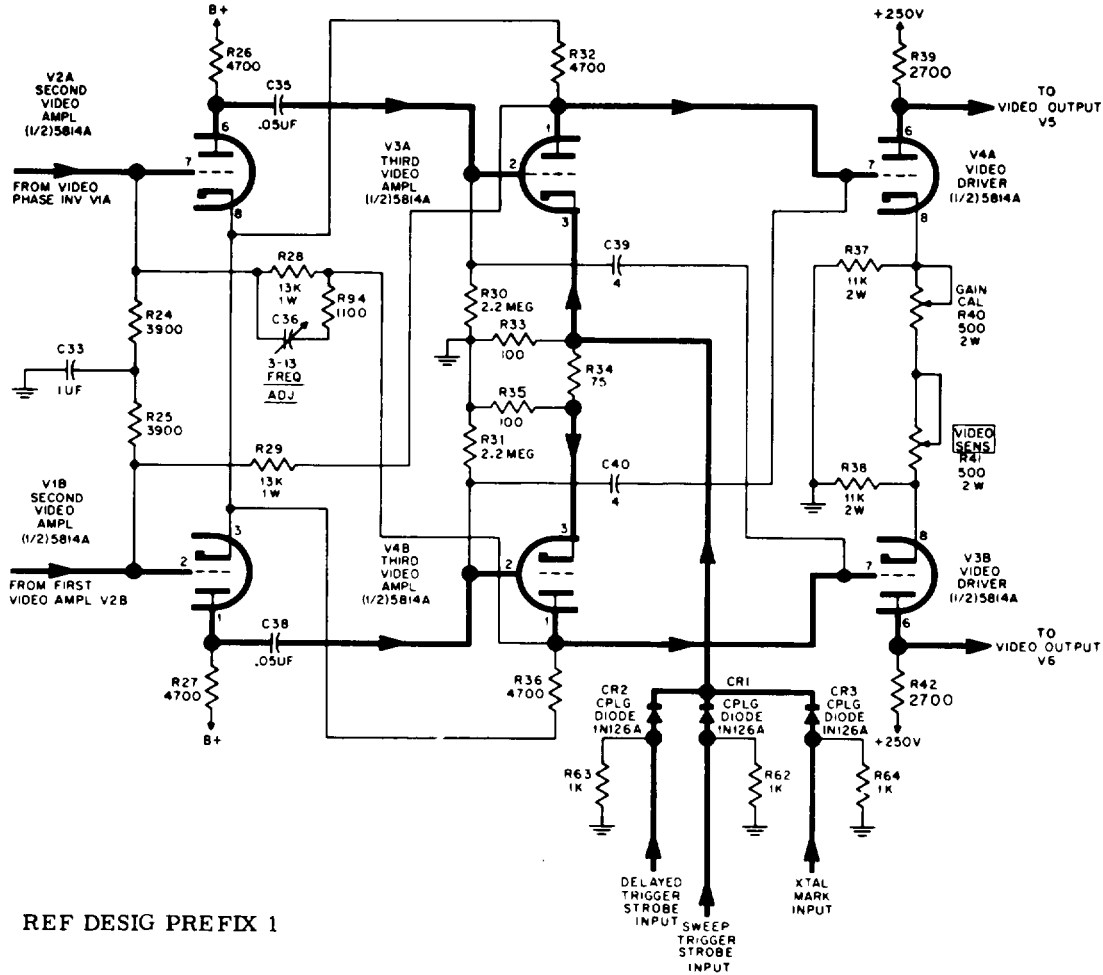 B+
R26
4700
V2A
SECOND
VIDEO
AMPL
(1/2)5814A
C35
.05UF
6
7
8
FROM VIDEO
PHASE INV V1A
R32
4700
V3A
THIRD
VIDEO
AMPL
(1/2)5814A
1
2
3
+250V
R39
2700
TO
VIDEO OUTPUT
V5
6
7
8
V4A
VIDEO
DRIVER
(1/2)5814A
R24
3900
R28
13K
1W
R94
1100
C36
3-13
FREQ
ADJ
C33
1UF
R25
3900
R29
13K
1W
C39
4
R30
2.2 MEG
R33
100
R34
75
R35
100
R31
2.2 MEG
C40
4
R37
11K
2W
GAIN
CAL
R40
500
2W
VIDEO
SENS
R41
500
2W
R38
11K
2W
V1B
SECOND
VIDEO
AMPL
(1/2)5814A
3
2
1
FROM FIRST
VIDEO AMPL V2B
C38
.05UF
R27
4700
B+
V4B
THIRD
VIDEO
AMPL
(1/2)5814A
3
2
1
R36
4700
8
7
6
V3B
VIDEO
DRIVER
(1/2)5814A
TO
VIDEO OUTPUT
V6
R42
2700
+250V
CR2
CPLG
DIODE
1N126A
CR1
CPLG
DIODE
1N126A
CR3
CPLG
DIODE
1N126A
R63
1K
R62
1K
R64
1K
DELAYED
TRIGGER
STROBE
INPUT
SWEEP
TRIGGER
STROBE
INPUT
XTAL
MARK
INPUT
REF DESIG PREFIX 1